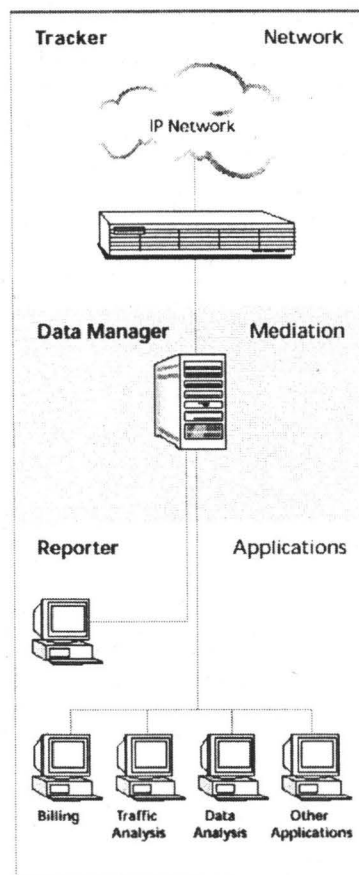 Tracker Network
IP Network
Data Manager Mediation
Reporter Applications
Billing Traffic Analysis Data Analysis Other Applications